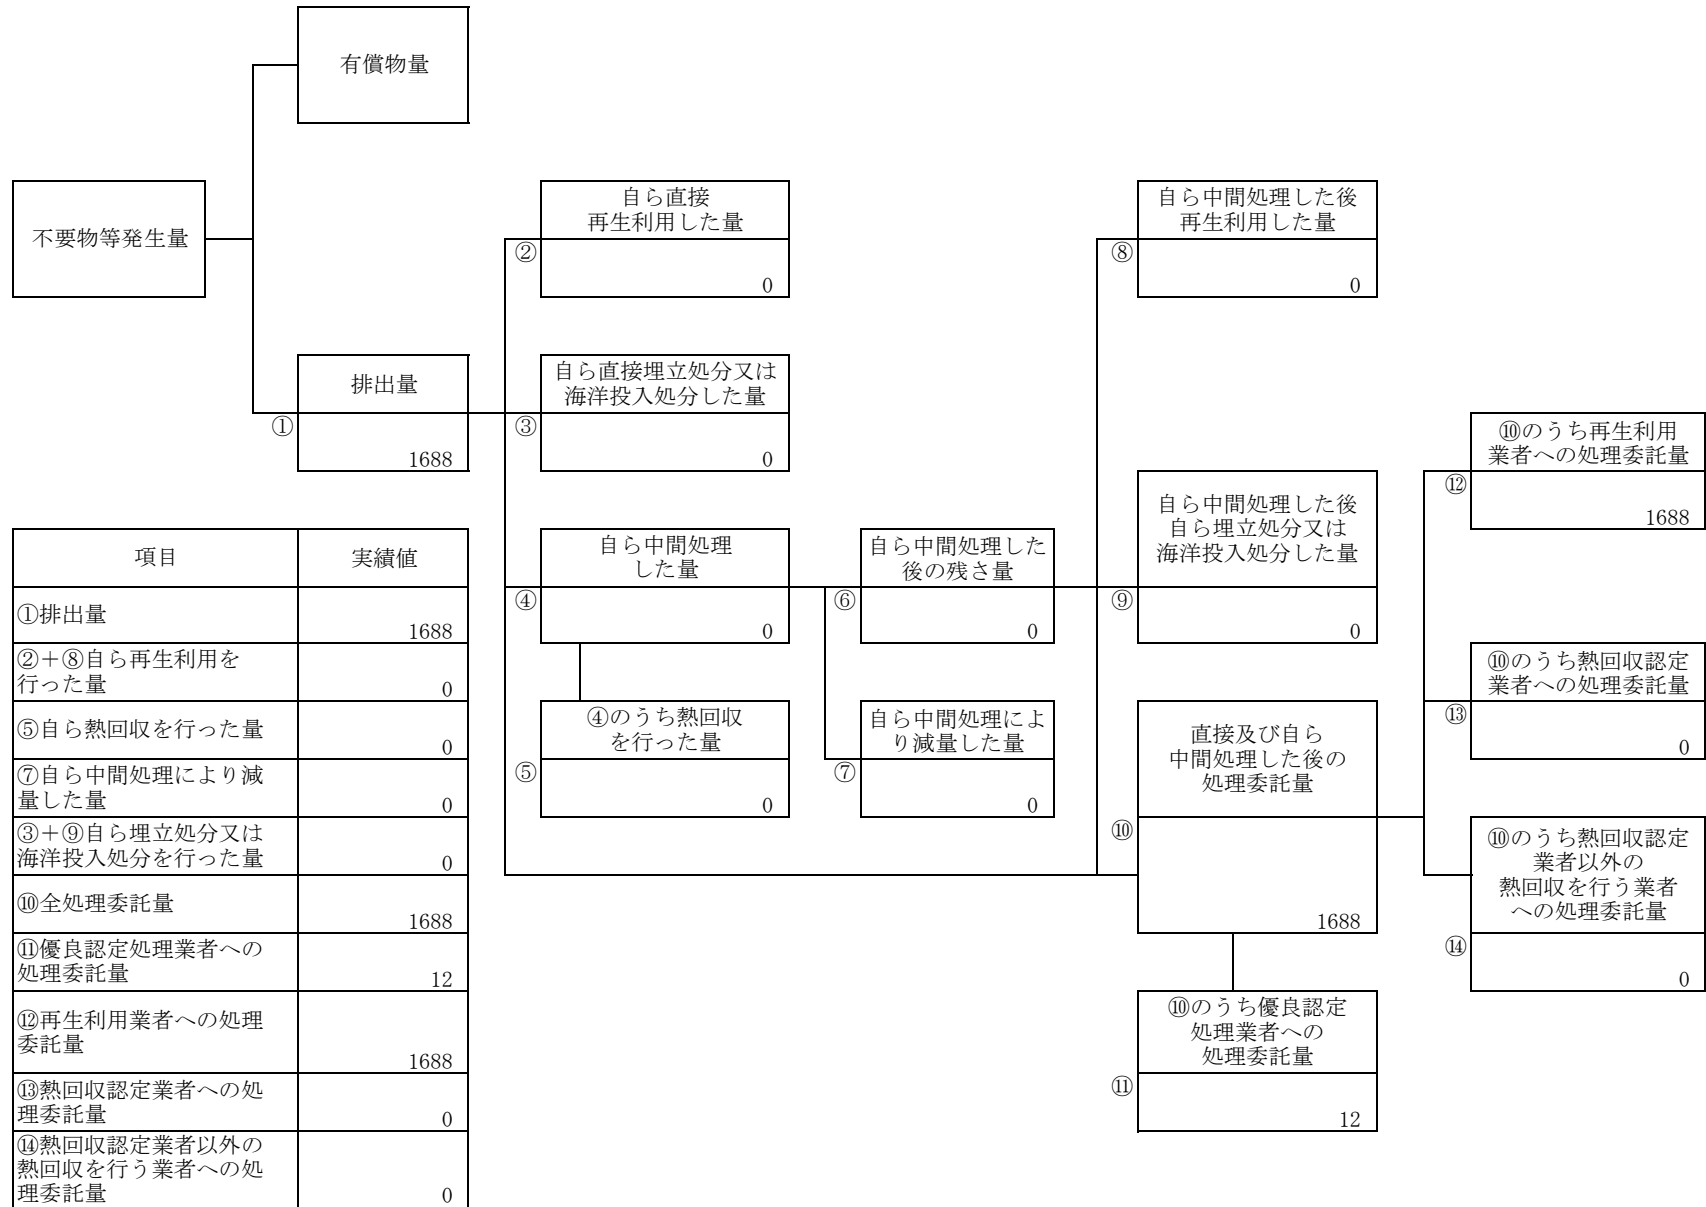 有償物量
不要物等発生量
自ら直接
再生利用した量
②
0
自ら中間処理した後
再生利用した量
⑧
0
排出量
①
1688
自ら直接埋立処分又は
海洋投入処分した量
③
0
⑩のうち再生利用
業者への処理委託量
⑫
1688
自ら中間処理
した量
④
0
自ら中間処理した
後の残さ量
⑥
0
自ら中間処理した後
自ら埋立処分又は
海洋投入処分した量
⑨
0
⑩のうち熱回収認定
業者への処理委託量
⑬
0
④のうち熱回収
を行った量
⑤
0
自ら中間処理によ
り減量した量
⑦
0
直接及び自ら
中間処理した後の
処理委託量
⑩
1688
⑩のうち熱回収認定
業者以外の
熱回収を行う業者
への処理委託量
⑭
0
⑩のうち優良認定
処理業者への
処理委託量
⑪
12
項目 実績値
①排出量
1688
②＋⑧自ら再生利用を
行った量 0
⑤自ら熱回収を行った量
0
⑦自ら中間処理により減
量した量 0
③＋⑨自ら埋立処分又は
海洋投入処分を行った量 0
⑩全処理委託量
1688
⑪優良認定処理業者への
処理委託量 12
⑫再生利用業者への処理
委託量 1688
⑬熱回収認定業者への処
理委託量 0
⑭熱回収認定業者以外の
熱回収を行う業者への処
理委託量 0